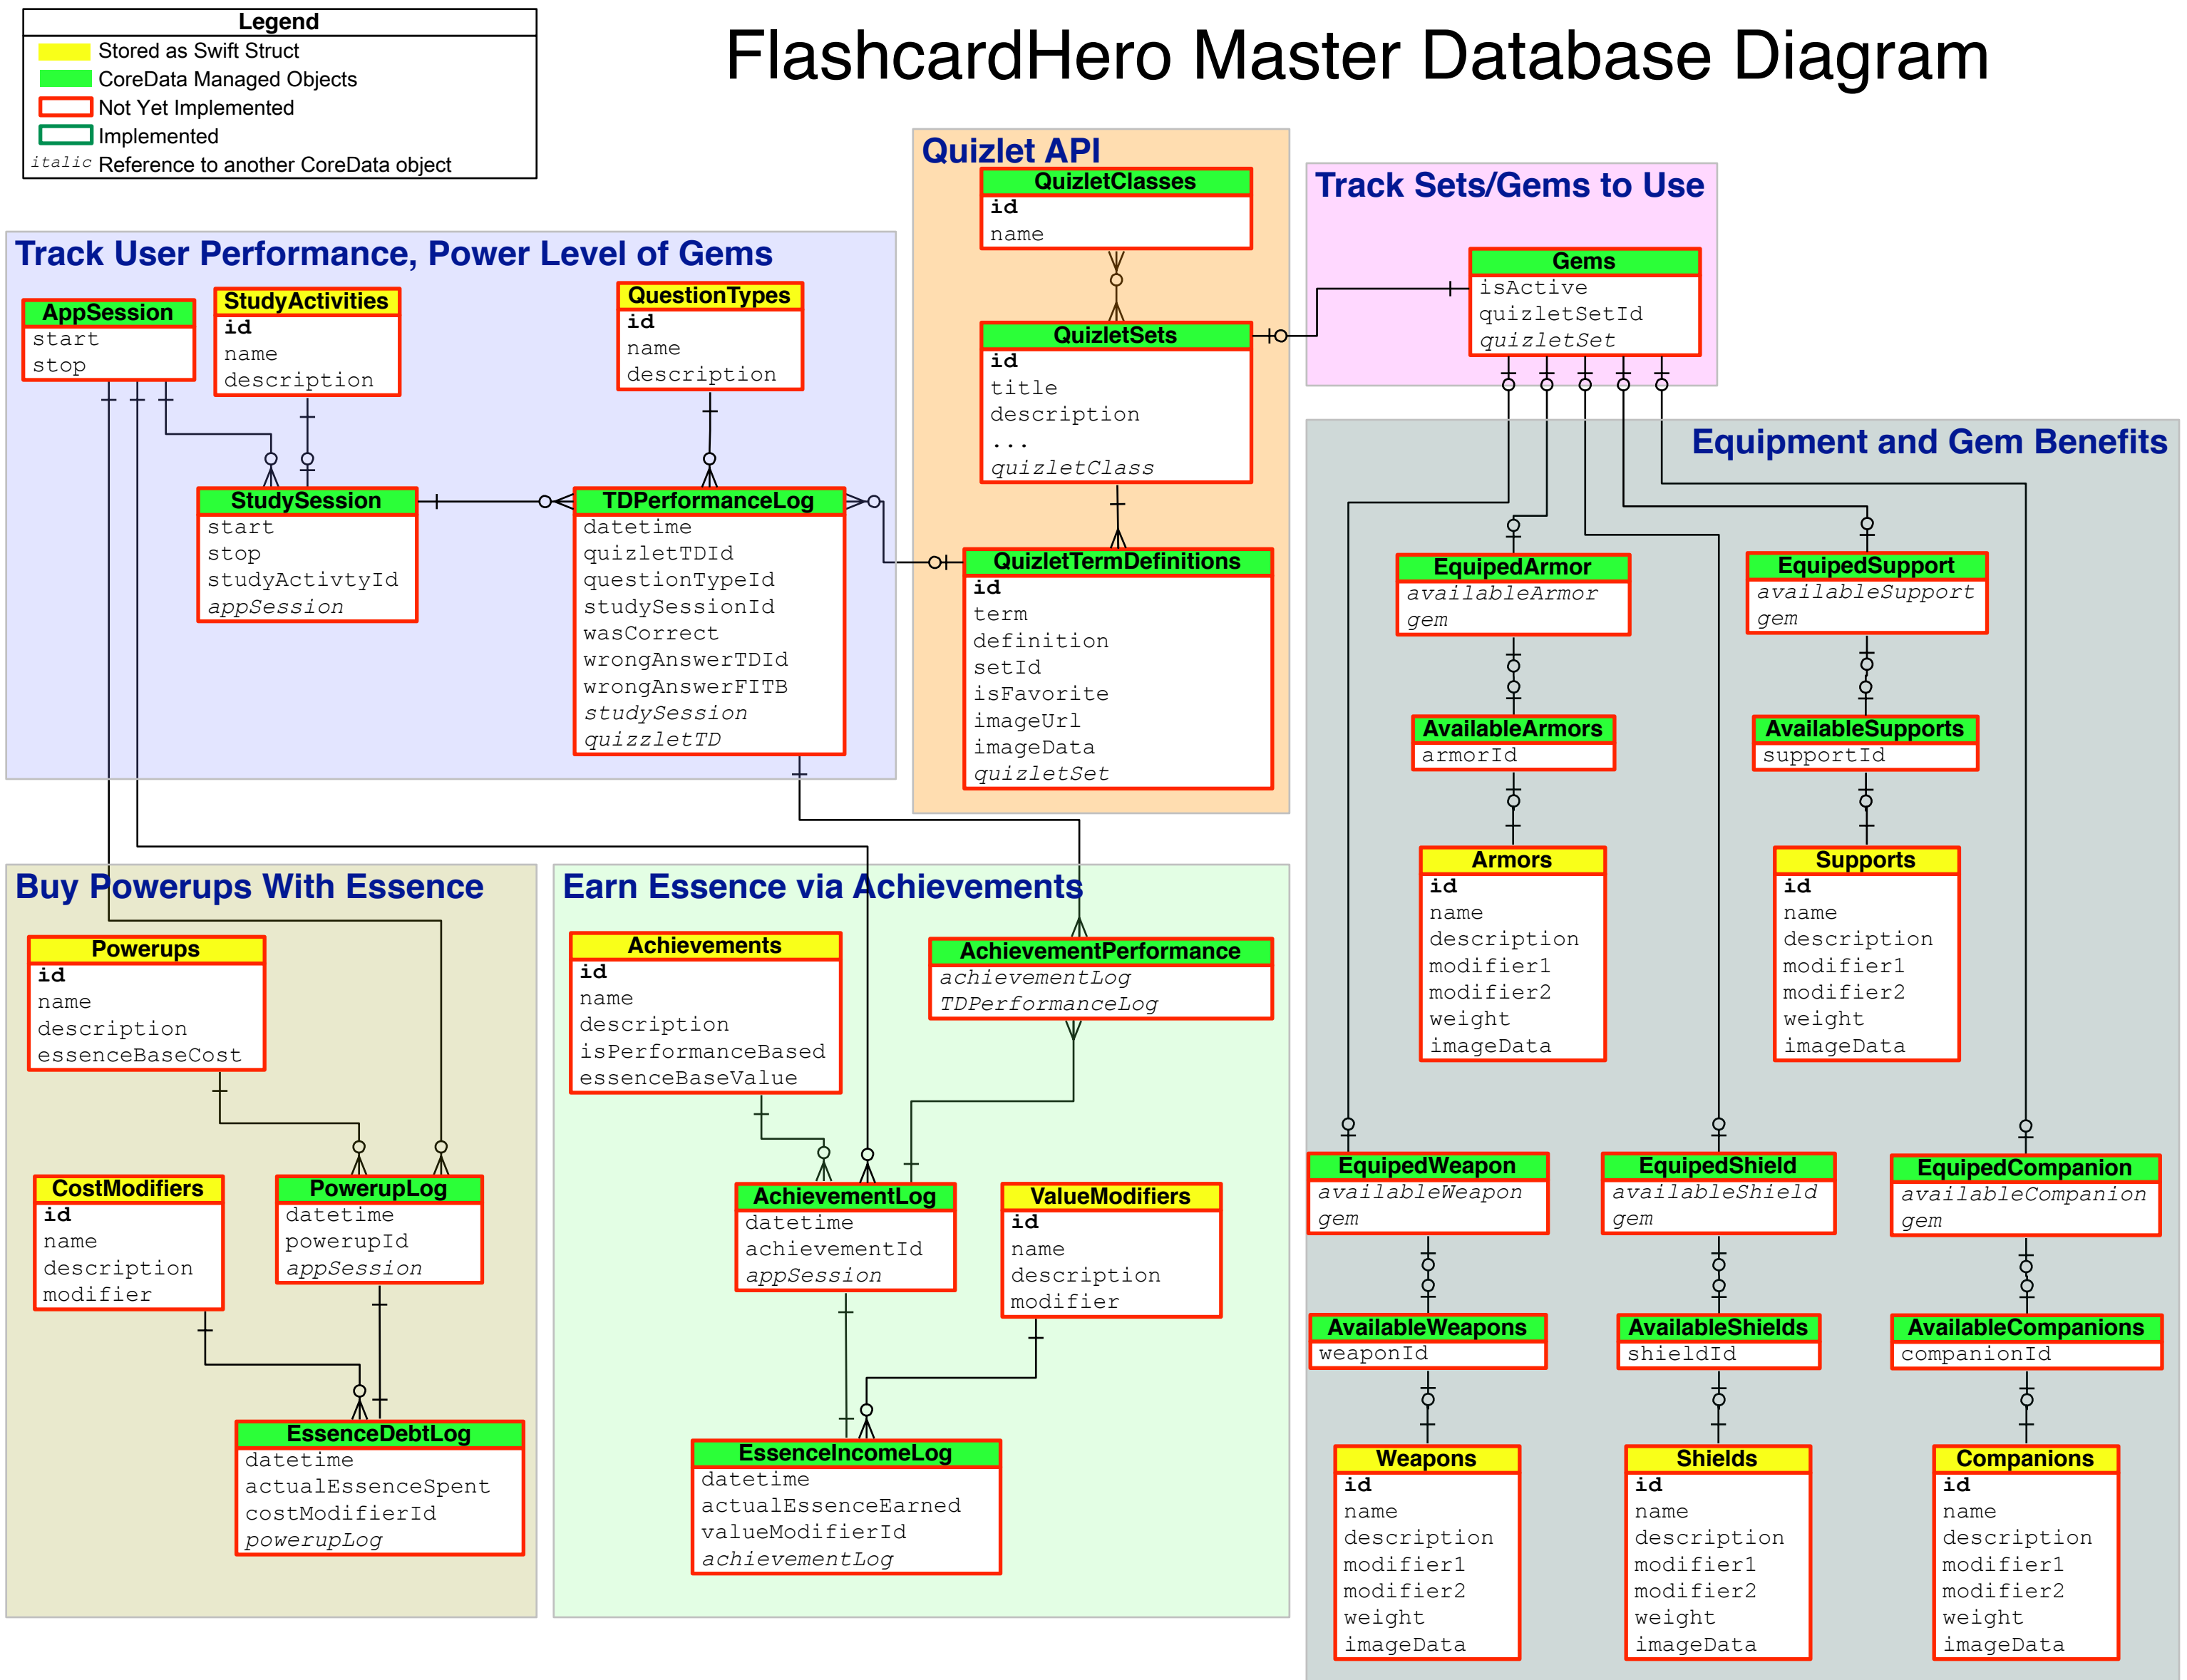 Legend
Stored as Swift Struct
CoreData Managed Objects
Not Yet Implemented
Implemented
italic Reference to another CoreData object
FlashcardHero Master Database Diagram
Track User Performance, Power Level of Gems
AppSession
start
stop
StudyActivities
id
name
description
QuestionTypes
id
name
description
StudySession
start
stop
studyActivtyId
appSession
TDPerformanceLog
datetime
quizletTDId
questionTypeId
studySessionId
wasCorrect
wrongAnswerTDId
wrongAnswerFITB
studySession
quizzletTD
Quizlet API
QuizletClasses
id
name
QuizletSets
id
title
description
...
quizletClass
QuizletTermDefinitions
id
term
definition
setId
isFavorite
imageUrl
imageData
quizletSet
Track Sets/Gems to Use
Gems
isActive
quizletSetId
quizletSet
Equipment and Gem Benefits
EquipedArmor
availableArmor
gem
EquipedSupport
availableSupport
gem
AvailableArmors
armorId
AvailableSupports
supportId
Armors
id
name
description
modifier1
modifier2
weight
imageData
Supports
id
name
description
modifier1
modifier2
weight
imageData
EquipedWeapon
availableWeapon
gem
EquipedShield
availableShield
gem
EquipedCompanion
availableCompanion
gem
AvailableWeapons
weaponId
AvailableShields
shieldId
AvailableCompanions
companionId
Weapons
id
name
description
modifier1
modifier2
weight
imageData
Shields
id
name
description
modifier1
modifier2
weight
imageData
Companions
id
name
description
modifier1
modifier2
weight
imageData
Buy Powerups With Essence
Powerups
id
name
description
essenceBaseCost
CostModifiers
id
name
description
modifier
PowerupLog
datetime
powerupId
appSession
EssenceDebtLog
datetime
actualEssenceSpent
costModifierId
powerupLog
Earn Essence via Achievements
Achievements
id
name
description
isPerformanceBased
essenceBaseValue
AchievementPerformance
achievementLog
TDPerformanceLog
AchievementLog
datetime
achievementId
appSession
ValueModifiers
id
name
description
modifier
EssenceIncomeLog
datetime
actualEssenceEarned
valueModifierId
achievementLog